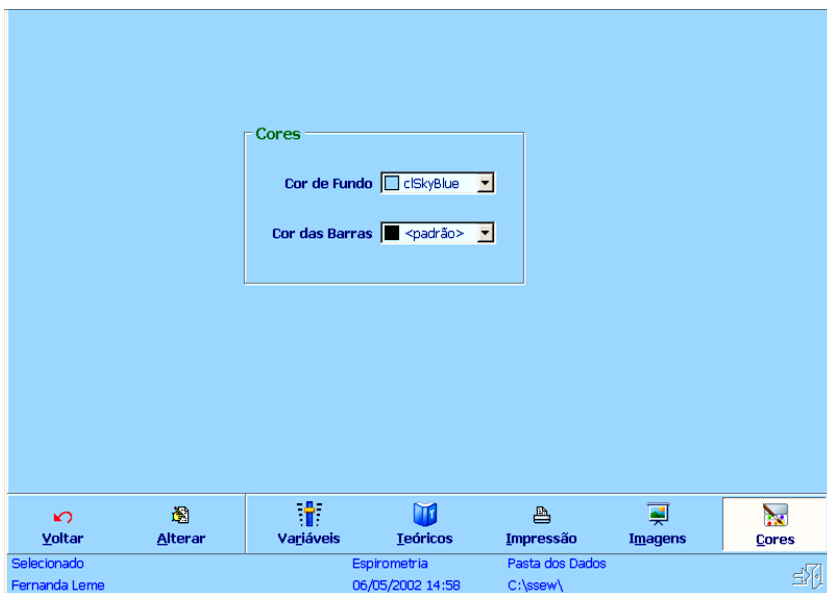 Cores
Cor de Fundo clSkyBlue
Cor das Barras <padrão>
Voltar Alterar Variáveis Teóricos Impressão Imagens Cores
Selecionado Espirometria Pasta dos Dados
Fernanda Leme 06/05/2002 14:58 C:\ssew\